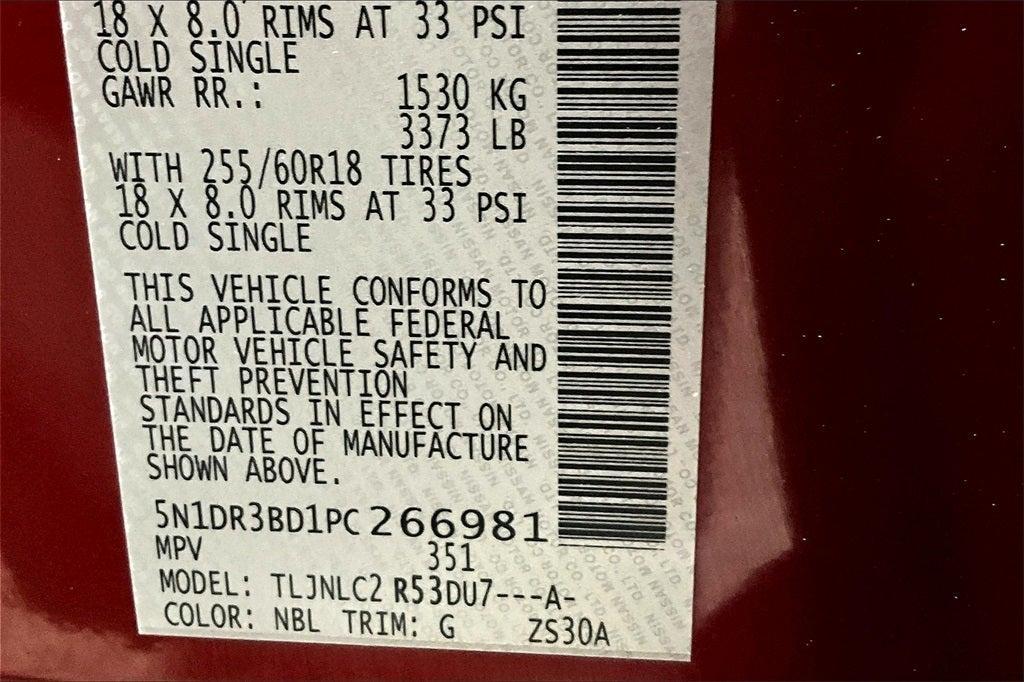 18 X 8.0 RIMS AT 33 PSI
COLD SINGLE
GAWR RR.: 1530 KG
3373 LB
WITH 255/60R18 TIRES
18 X 8.0 RIMS AT 33 PSI
COLD SINGLE
THIS VEHICLE CONFORMS TO
ALL APPLICABLE FEDERAL
MOTOR VEHICLE SAFETY AND
THEFT PREVENTION
STANDARDS IN EFFECT ON
THE DATE OF MANUFACTURE
SHOWN ABOVE.
5N1DR3BD1PC266981
MPV 351
MODEL: TLJNLC2 R53DU7---A-
COLOR: NBL TRIM: G ZS30A